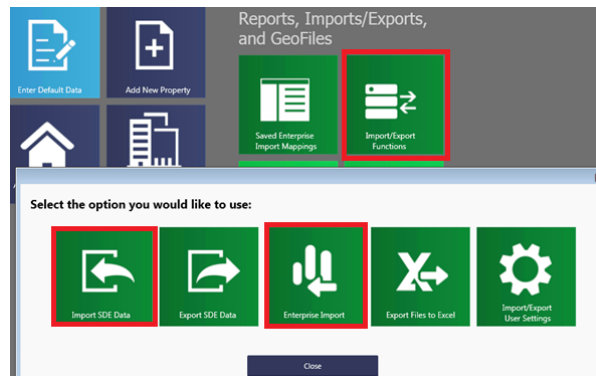 Reports, Imports/Exports,
and GeoFiles
Enter Default Data
Add New Property
Saved Enterprise
Import Mappings
Import/Export
Functions
Select the option you would like to use:
Import SDE Data
Export SDE Data
Enterprise Import
Export Files to Excel
Import/Export
User Settings
Close